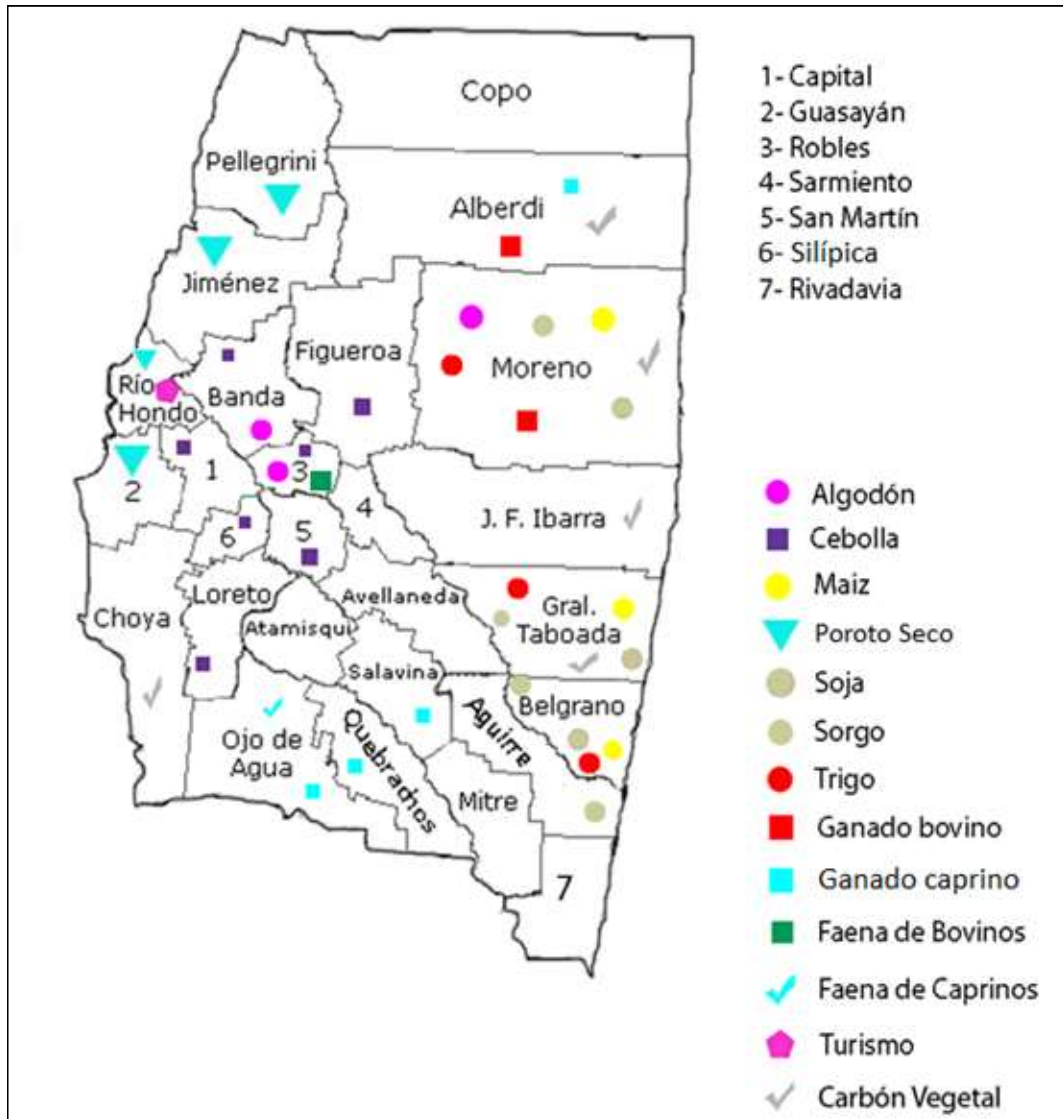 Copo
Pellegrini
Alberdi
Jiménez
Figueroa
Moreno
Río
Hondo
Banda
2
1
3
4
J. F. Ibarra
6
5
Loreto
Avellaneda
Gral.
Taboada
Choya
Atamisqui
Salavina
Belgrano
Aguirre
Ojo de
Agua
Quebrachos
Mitre
7
1- Capital
2- Guasayán
3- Robles
4- Sarmiento
5- San Martín
6- Silípica
7- Rivadavia
Algodón
Cebolla
Maiz
Poroto Seco
Soja
Sorgo
Trigo
Ganado bovino
Ganado caprino
Faena de Bovinos
Faena de Caprinos
Turismo
Carbón Vegetal